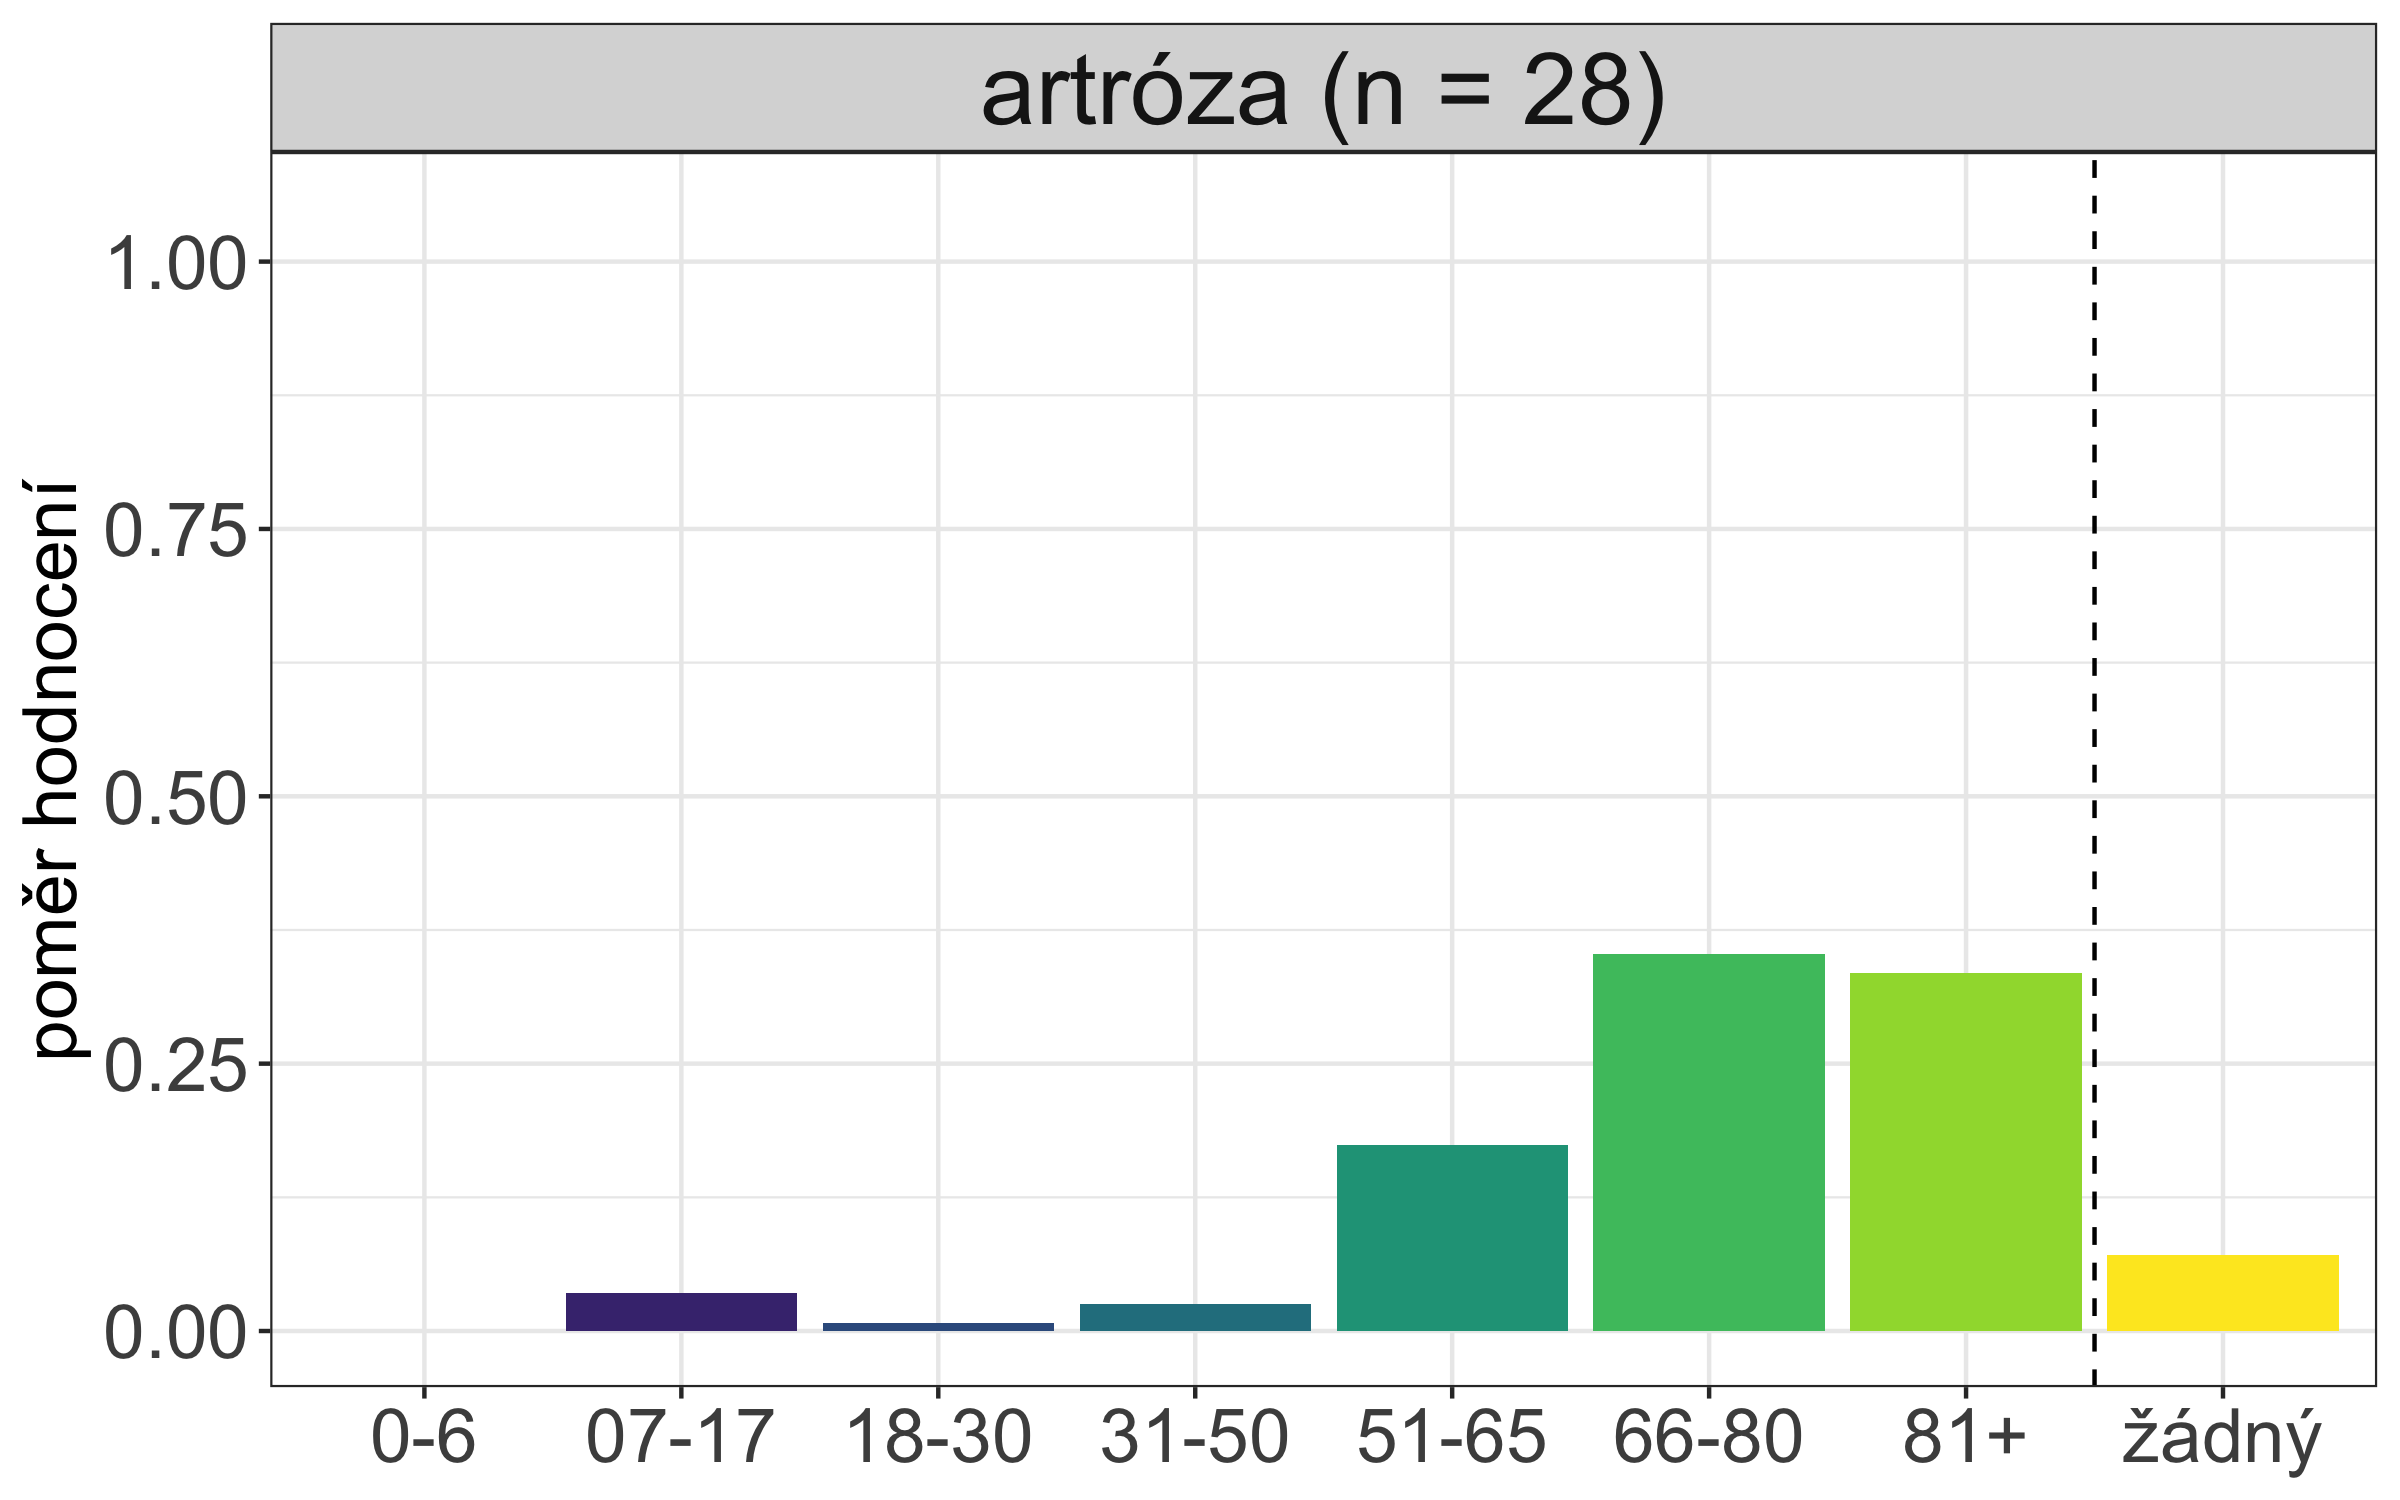 artróza (n = 28)
poměr hodnocení
1.00
0.75
0.50
0.25
0.00
0-6 07-17 18-30 31-50 51-65 66-80 81+ žádný